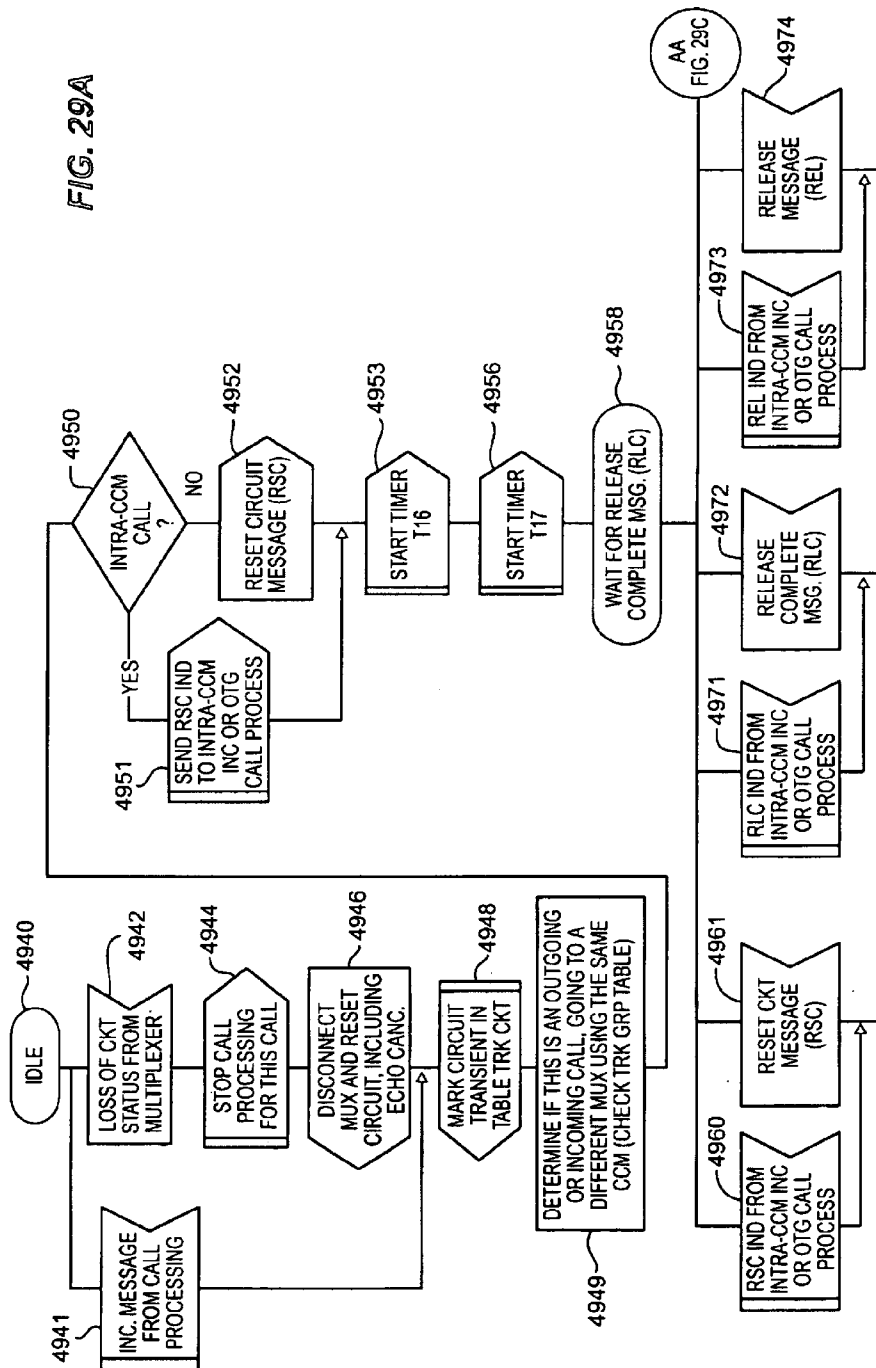 FIG. 29A
4940
IDLE
4941
INC. MESSAGE
FROM CALL
PROCESSING
4942
LOSS OF CKT
STATUS FROM
MULTIPLEXER
4944
STOP CALL
PROCESSING
FOR THIS CALL
4946
DISCONNECT
MUX AND RESET
CIRCUIT, INCLUDING
ECHO CANC.
4948
MARK CIRCUIT
TRANSIENT IN
TABLE TRK CKT
4949
DETERMINE IF THIS IS AN OUTGOING
OR INCOMING CALL, GOING TO A
DIFFERENT MUX USING THE SAME
CCM (CHECK TRK GRP TABLE)
4950
INTRA-CCM
CALL
?
YES
NO
4951
SEND RSC IND
TO INTRA-CCM
INC OR OTG
CALL PROCESS
4952
RESET CIRCUIT
MESSAGE (RSC)
4953
START TIMER
T16
4956
START TIMER
T17
4958
WAIT FOR RELEASE
COMPLETE MSG. (RLC)
4960
RSC IND FROM
INTRA-CCM INC
OR OTG CALL
PROCESS
4961
RESET CKT
MESSAGE
(RSC)
4971
RLC IND FROM
INTRA-CCM INC
OR OTG CALL
PROCESS
4972
RELEASE
COMPLETE
MSG. (RLC)
4973
REL IND FROM
INTRA-CCM INC
OR OTG CALL
PROCESS
4974
RELEASE
MESSAGE
(REL)
AA
FIG. 29C